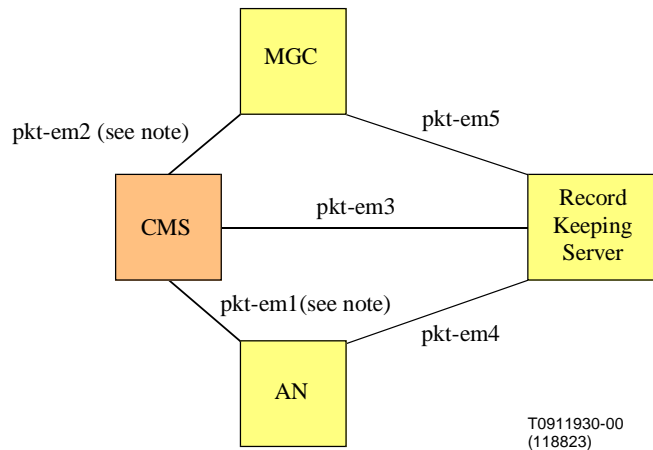 MGC
pkt-em2 (see note)
pkt-em5
CMS
pkt-em3
Record
Keeping
Server
pkt-em1(see note)
pkt-em4
AN
T0911930-00
(118823)